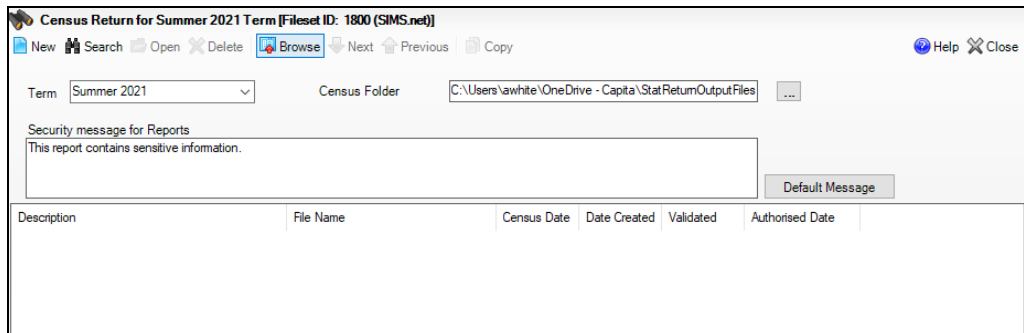 Census Return for Summer 2021 Term [Fileset ID: 1800 (SIMS.net)]
New Search Open Delete Browse Next Previous Copy Help Close
Term Summer 2021 Census Folder C:\Users\awhite\OneDrive - Capita\StatReturnOutputFiles ...
Security message for Reports
This report contains sensitive information.
Default Message
Description File Name Census Date Date Created Validated Authorised Date